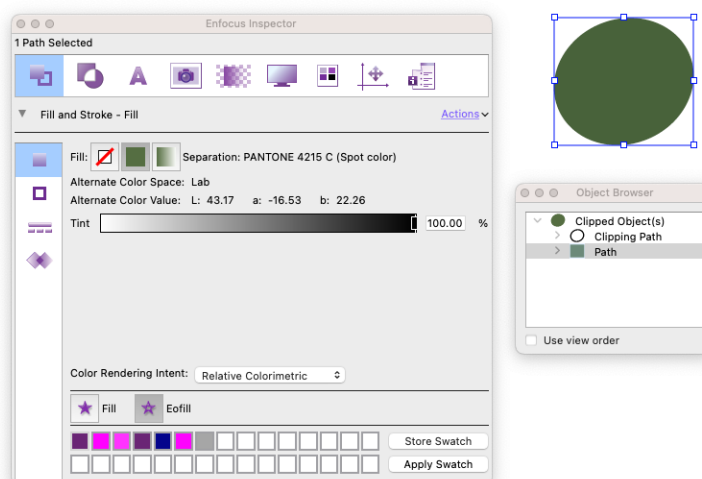 Enfocus Inspector
1 Path Selected
A
Fill and Stroke - Fill
Actions
Fill: Separation: PANTONE 4215 C (Spot color)
Alternate Color Space: Lab
Alternate Color Value: L: 43.17 a: -16.53 b: 22.26
Tint 100.00 %
Color Rendering Intent: Relative Colorimetric
Fill Eofill
Store Swatch
Apply Swatch
Object Browser
Clipped Object(s)
Clipping Path
Path
Use view order